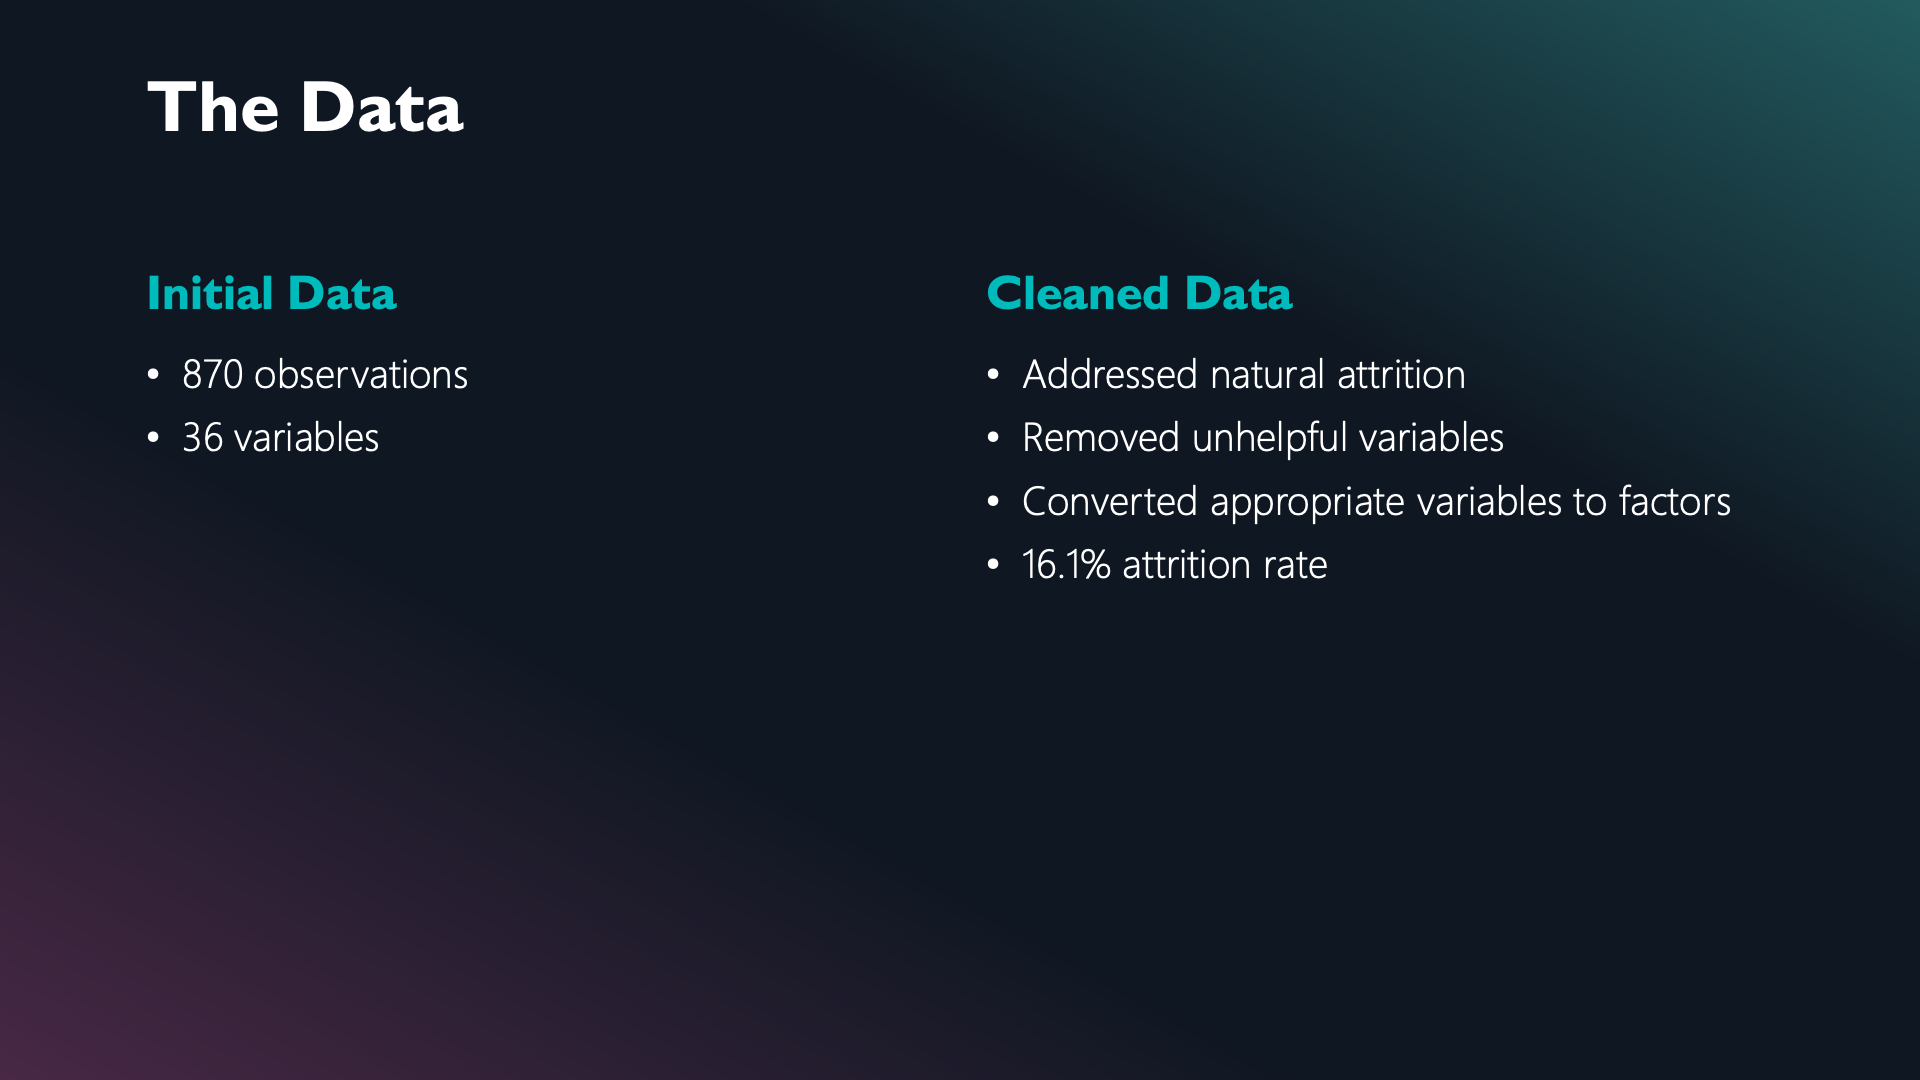 The Data
Initial Data
• 870 observations
• 36 variables
Cleaned Data
• Addressed natural attrition
• Removed unhelpful variables
• Converted appropriate variables to factors
• 16.1% attrition rate